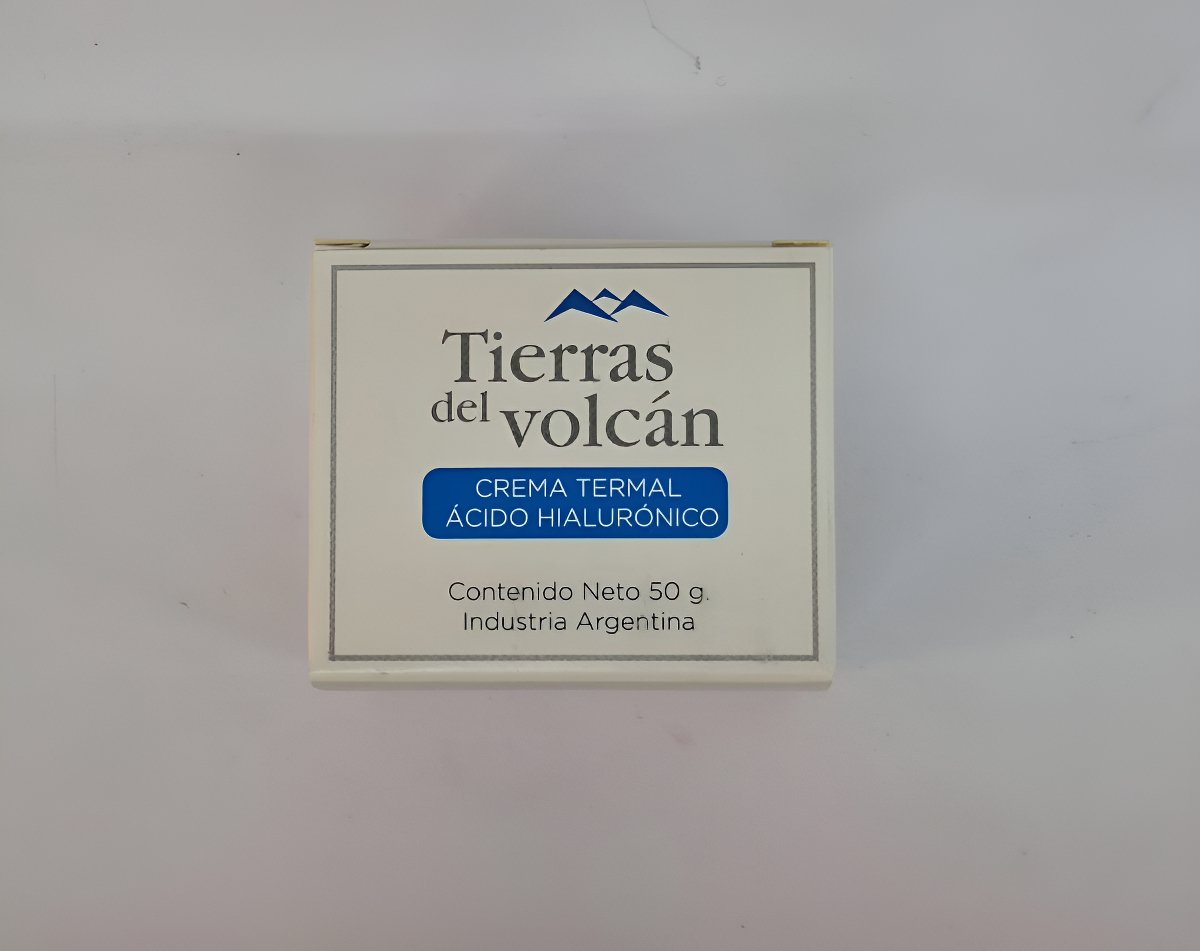 Tierras
del volcán
CREMA TERMAL
ÁCIDO HIALURÓNICO
Contenido Neto 50 g.
Industria Argentina